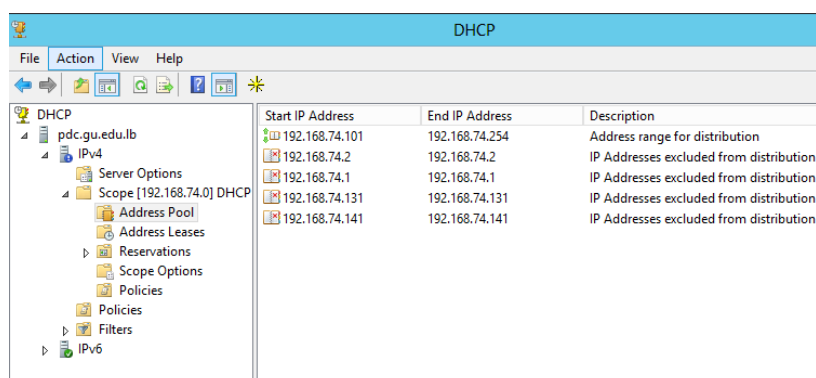 DHCP
File Action View Help
DHCP
pdc.gu.edu.lb
IPv4
Server Options
Scope [192.168.74.0] DHCP
Address Pool
Address Leases
Reservations
Scope Options
Policies
Policies
Filters
IPv6
Start IP Address End IP Address Description
192.168.74.101 192.168.74.254 Address range for distribution
192.168.74.2 192.168.74.2 IP Addresses excluded from distribution
192.168.74.1 192.168.74.1 IP Addresses excluded from distribution
192.168.74.131 192.168.74.131 IP Addresses excluded from distribution
192.168.74.141 192.168.74.141 IP Addresses excluded from distribution